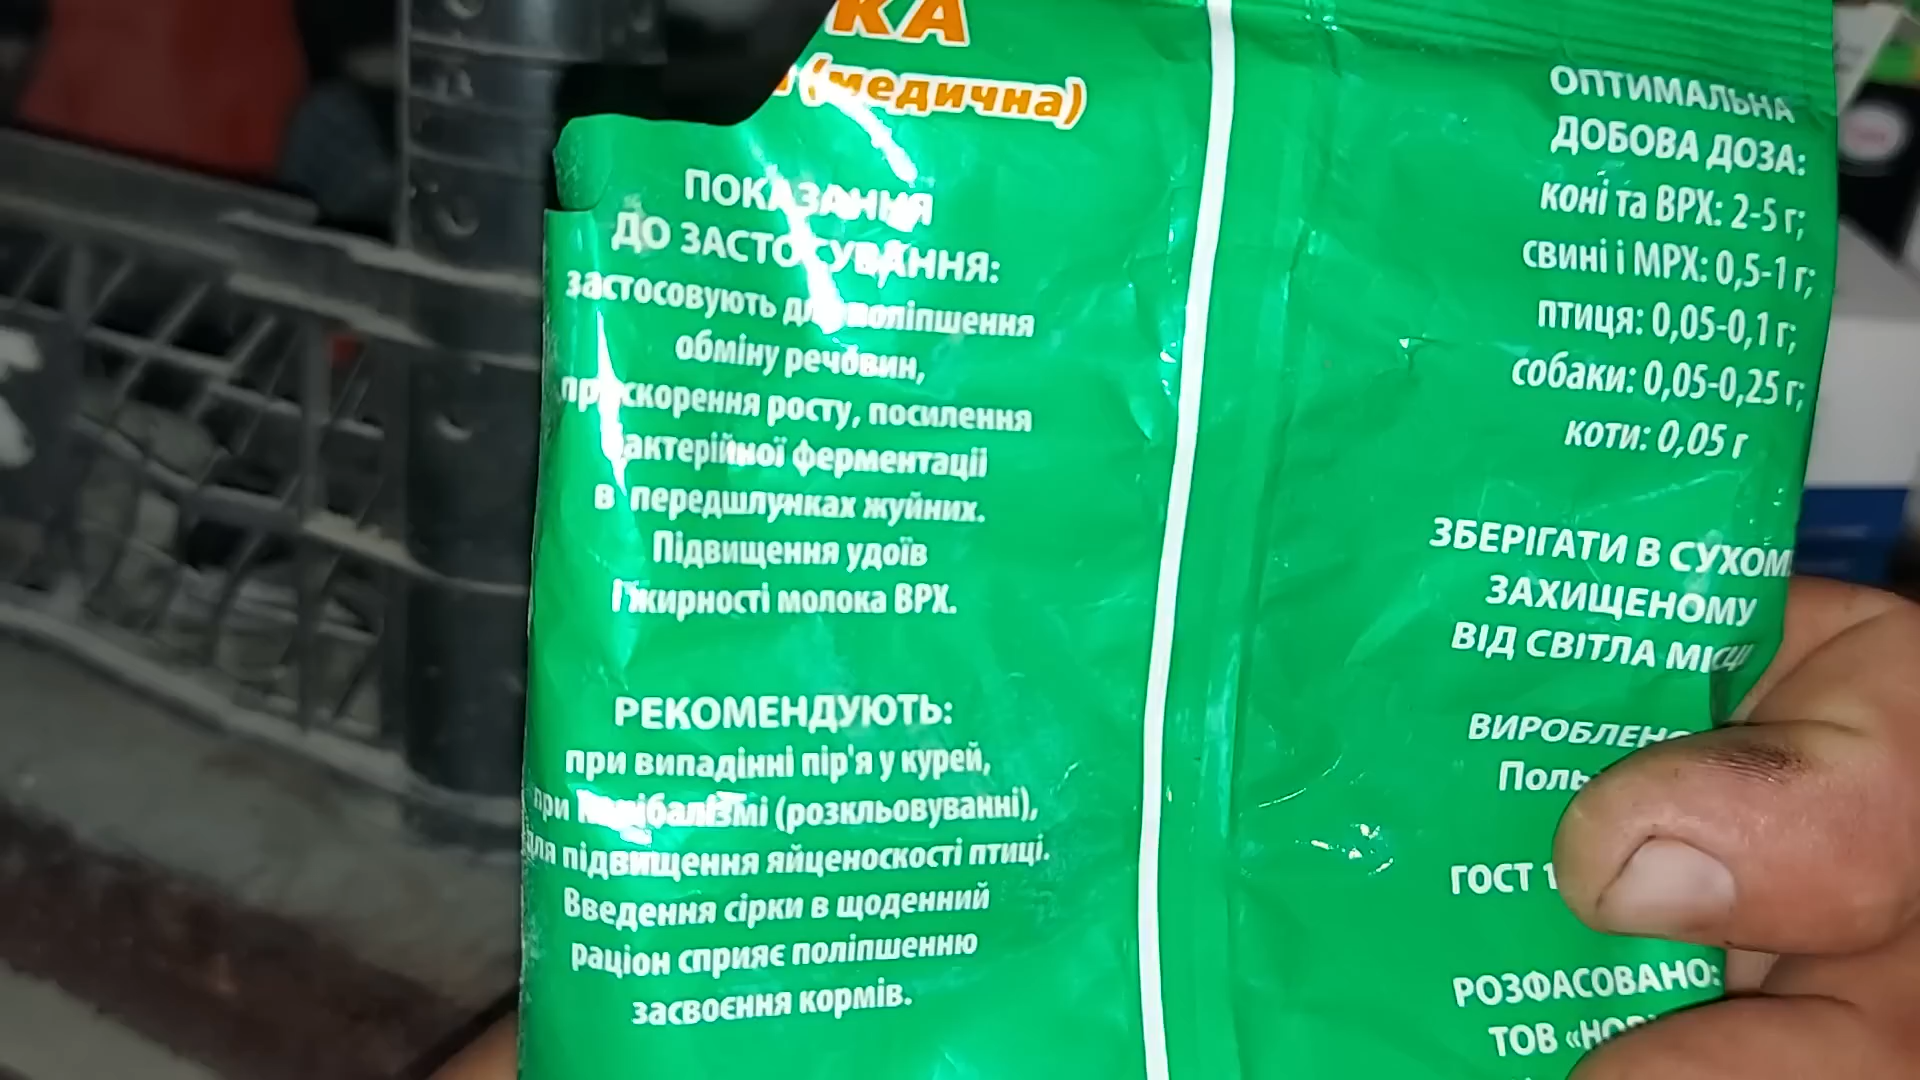 КА
(медична)
ПОКАЗАННЯ
ДО ЗАСТОСУВАННЯ:
застосовують для поліпшення
обміну речовин,
прискорення росту, посилення
бактерійної ферментації
в передшлунках жуйних.
Підвищення удоїв
і жирності молока ВРХ.
РЕКОМЕНДУЮТЬ:
при випадінні пір'я у курей,
при канібалізмі (розкльовуванні),
для підвищення яйценоскості птиці.
Введення сірки в щоденний
раціон сприяє поліпшенню
засвоєння кормів.
ОПТИМАЛЬНА
ДОБОВА ДОЗА:
коні та ВРХ: 2-5 г;
свині і МРХ: 0,5-1 г;
птиця: 0,05-0,1 г;
собаки: 0,05-0,25 г;
коти: 0,05 г
ЗБЕРІГАТИ В СУХОМУ
ЗАХИЩЕНОМУ
ВІД СВІТЛА МІСЦІ
ВИРОБЛЕНО
Поль
ГОСТ 1
РОЗФАСОВАНО:
ТОВ «НОВ